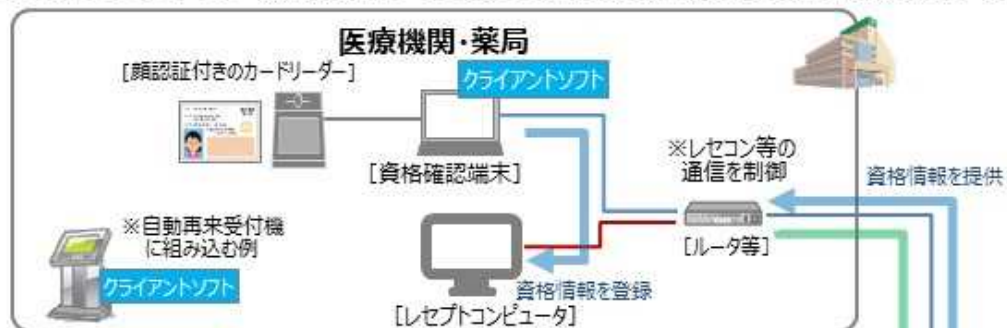 医療機関・薬局
[顔認証付きのカードリーダー]
クライアントソフト
[資格確認端末]
※レセコン等の
通信を制御
資格情報を提供
※自動再来受付機
に組み込む例
クライアントソフト
[ルータ等]
資格情報を登録
[レセプトコンピュータ]